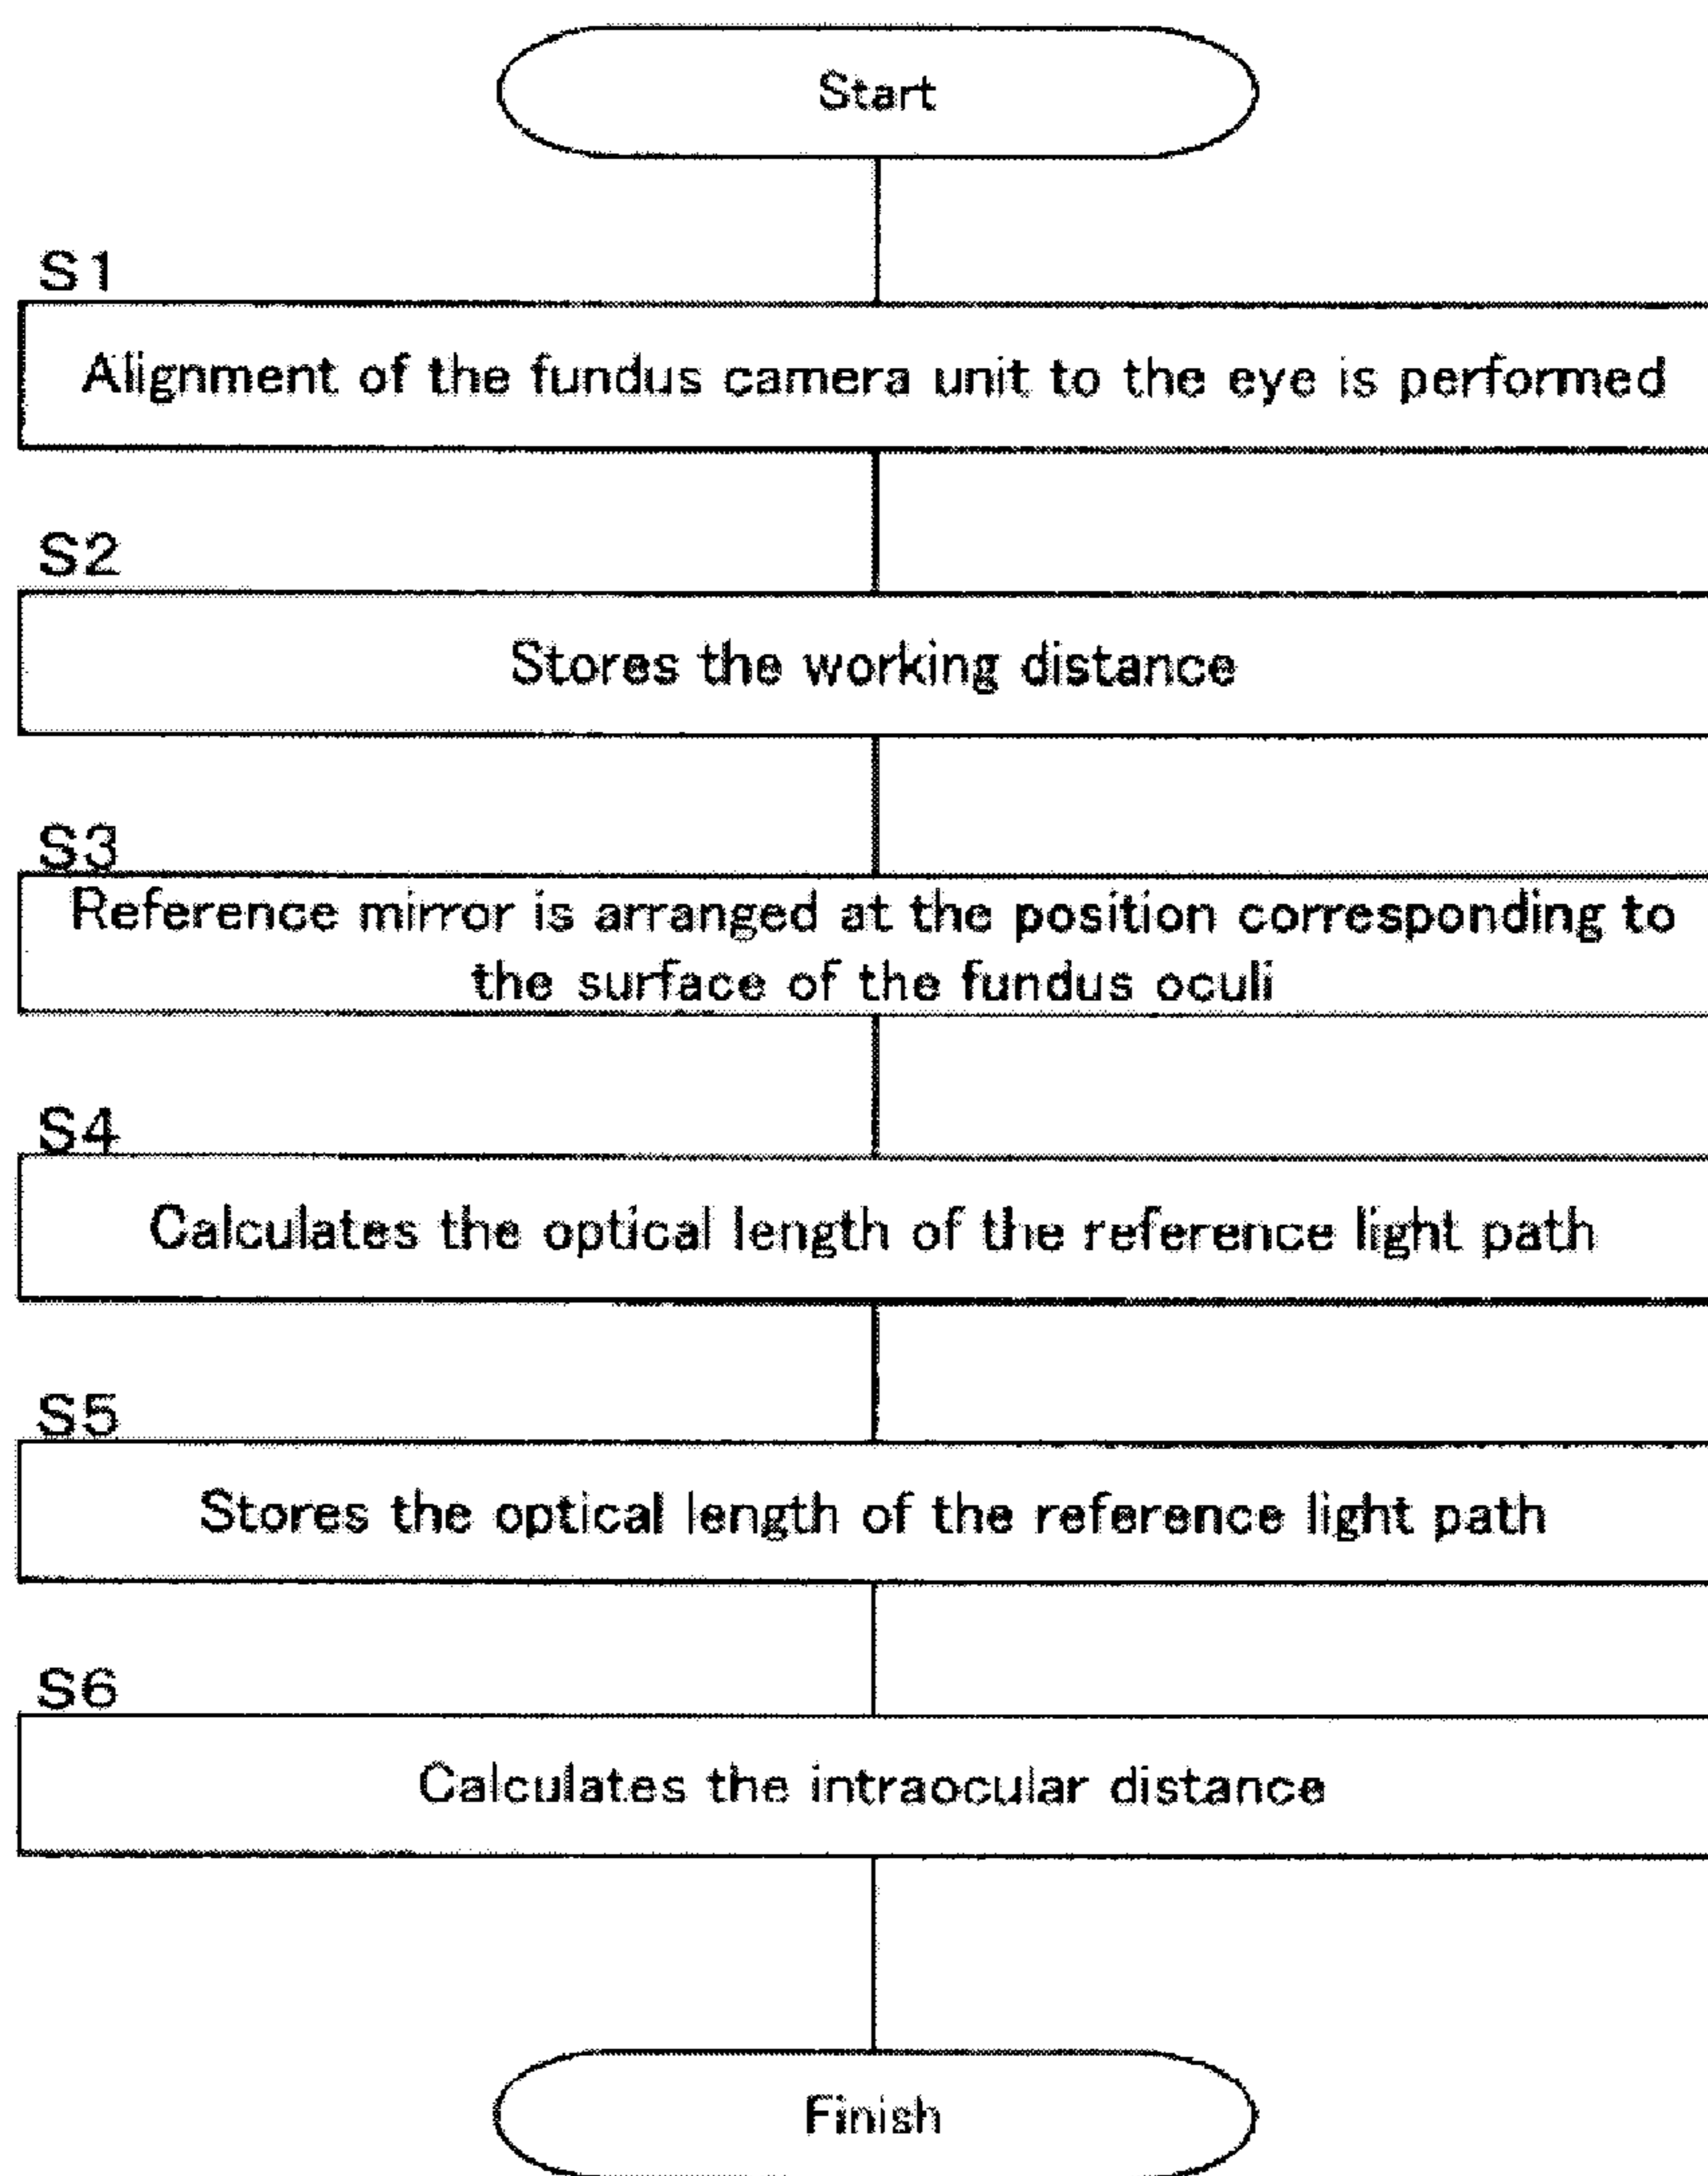 Start
S1
Alignment of the fundus camera unit to the eye is performed
S2
Stores the working distance
S3
Reference mirror is arranged at the position corresponding to
the surface of the fundus oculi
S4
Calculates the optical length of the reference light path
S5
Stores the optical length of the reference light path
S6
Calculates the intraocular distance
Finish